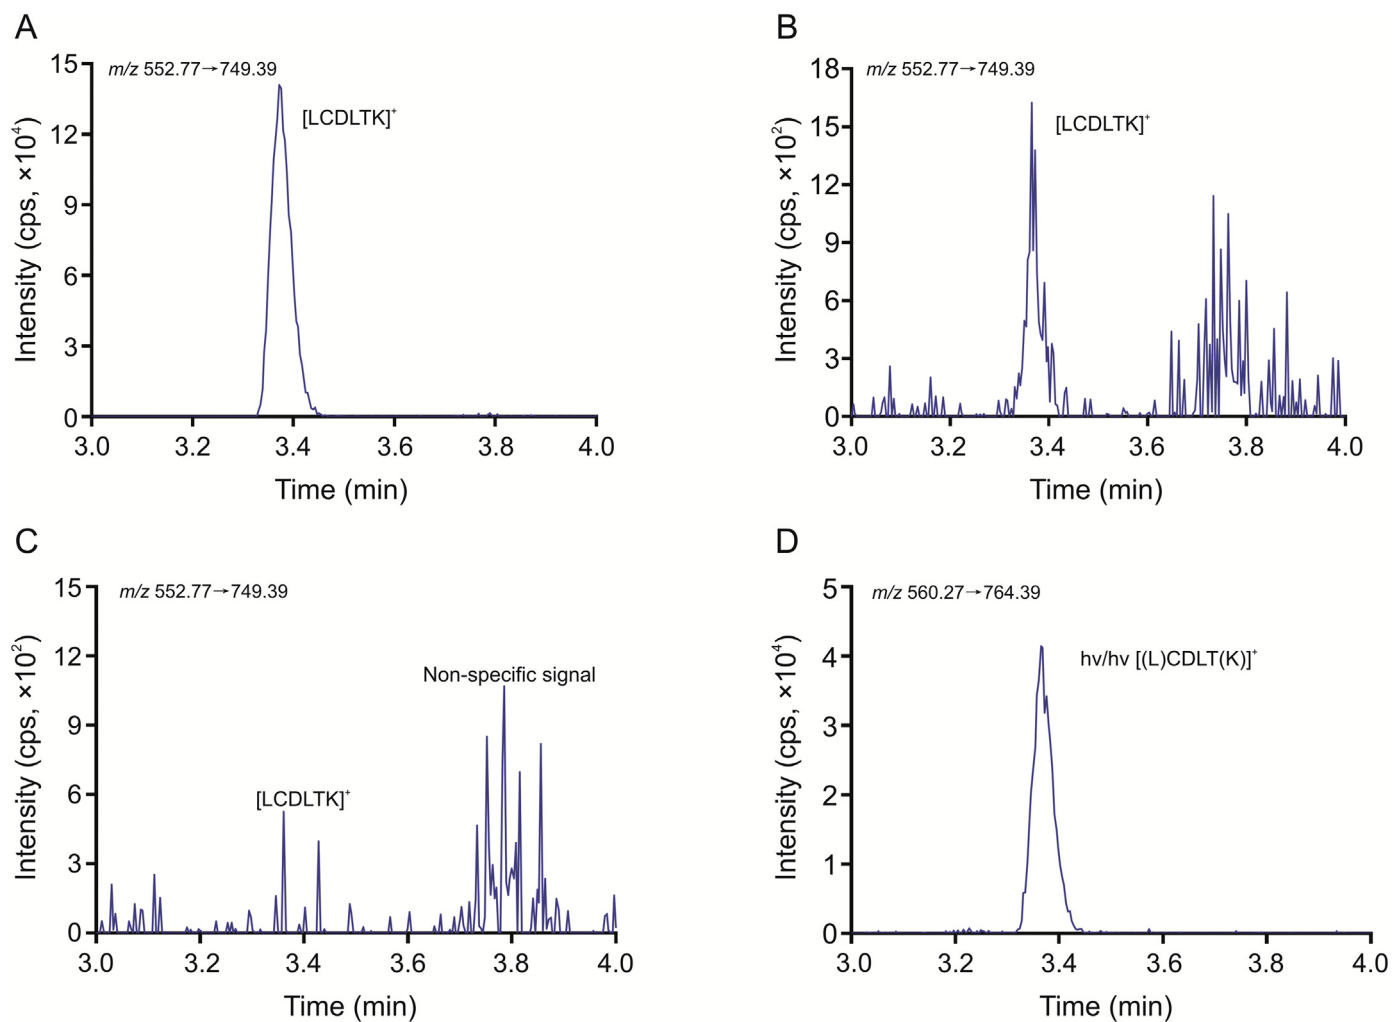 A
m/z 552.77→749.39
[LCDLTK]⁺
Intensity (cps, ×10⁴)
15
12
9
6
3
0
3.0 3.2 3.4 3.6 3.8 4.0
Time (min)
B
m/z 552.77→749.39
[LCDLTK]⁺
Intensity (cps, ×10²)
18
15
12
9
6
3
0
3.0 3.2 3.4 3.6 3.8 4.0
Time (min)
C
m/z 552.77→749.39
Non-specific signal
[LCDLTK]⁺
Intensity (cps, ×10²)
15
12
9
6
3
0
3.0 3.2 3.4 3.6 3.8 4.0
Time (min)
D
m/z 560.27→764.39
hv/hv [(L)CDLT(K)]⁺
Intensity (cps, ×10⁴)
5
4
3
2
1
0
3.0 3.2 3.4 3.6 3.8 4.0
Time (min)